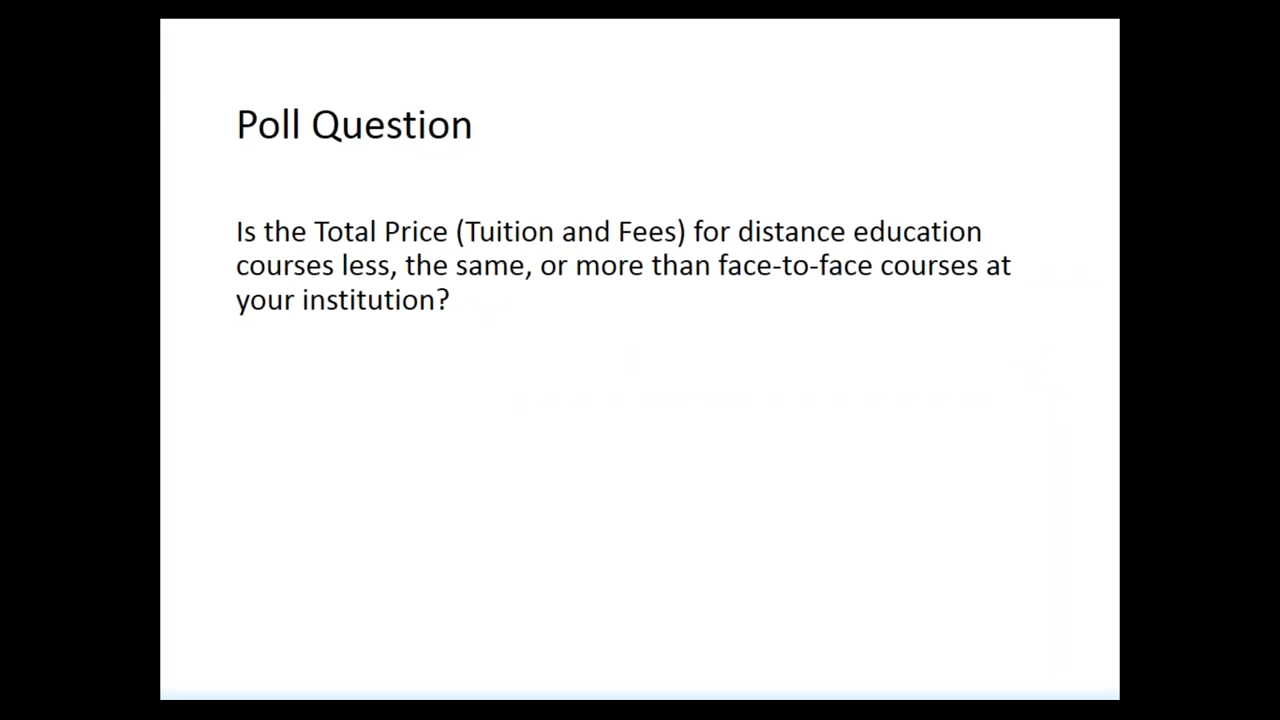 Poll Question
Is the Total Price (Tuition and Fees) for distance education
courses less, the same, or more than face-to-face courses at
your institution?